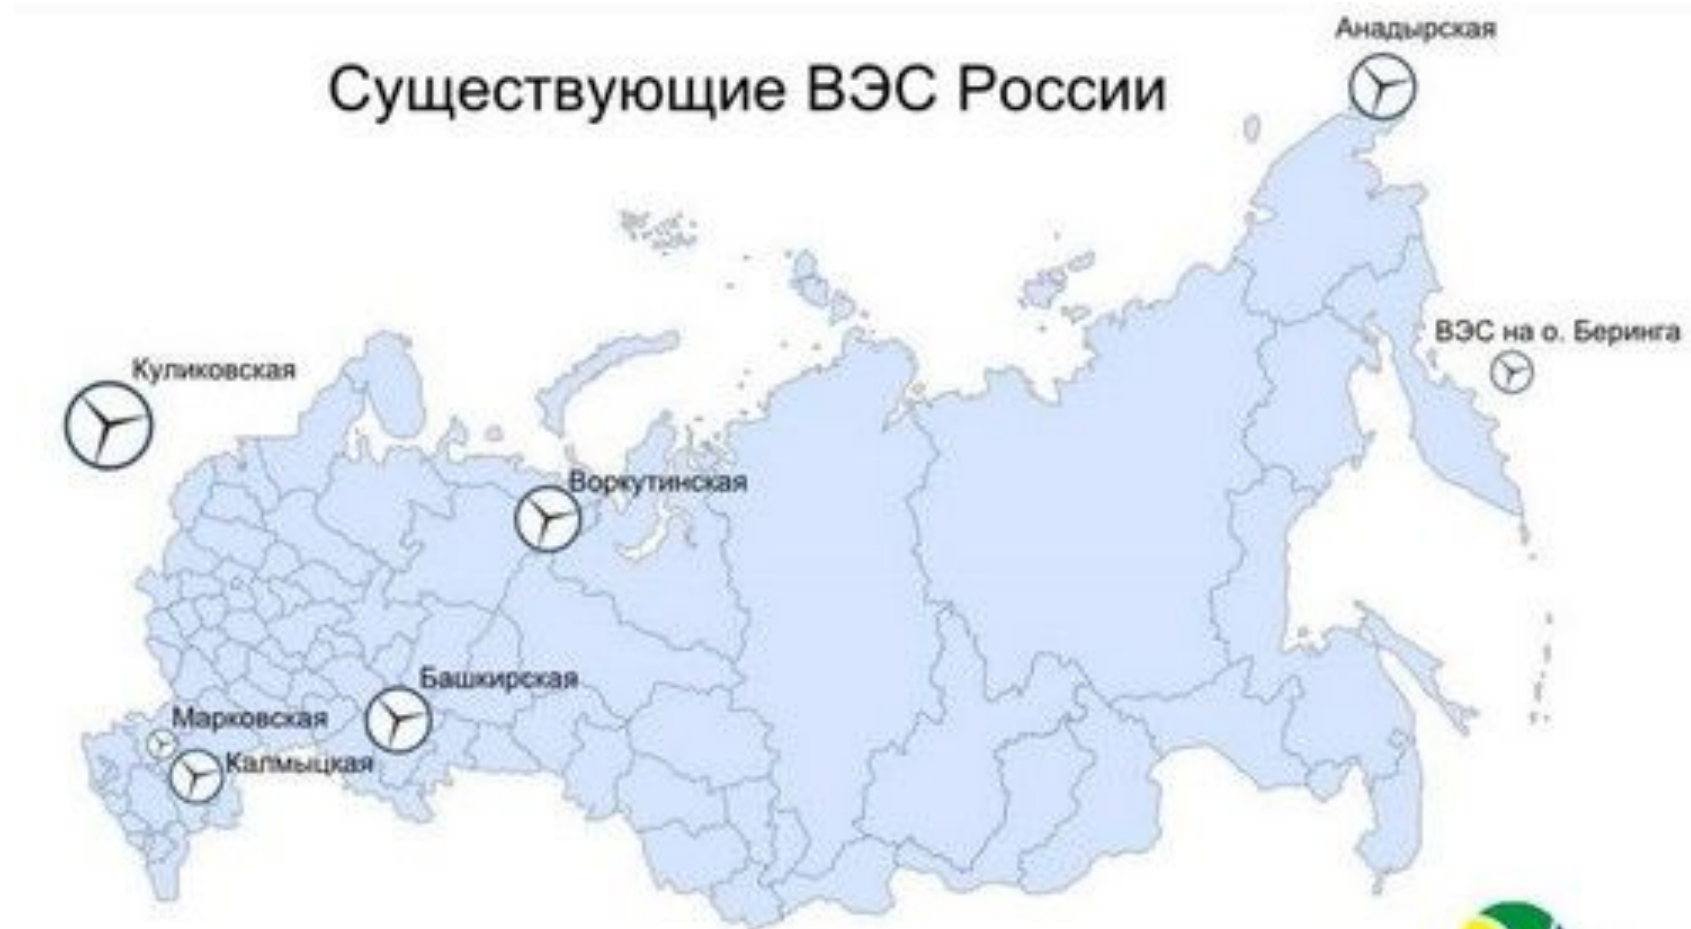 Анадырская
Существующие ВЭС России
ВЭС на о. Беринга
Куликовская
Воркутинская
Башкирская
Марковская
Калмыцкая